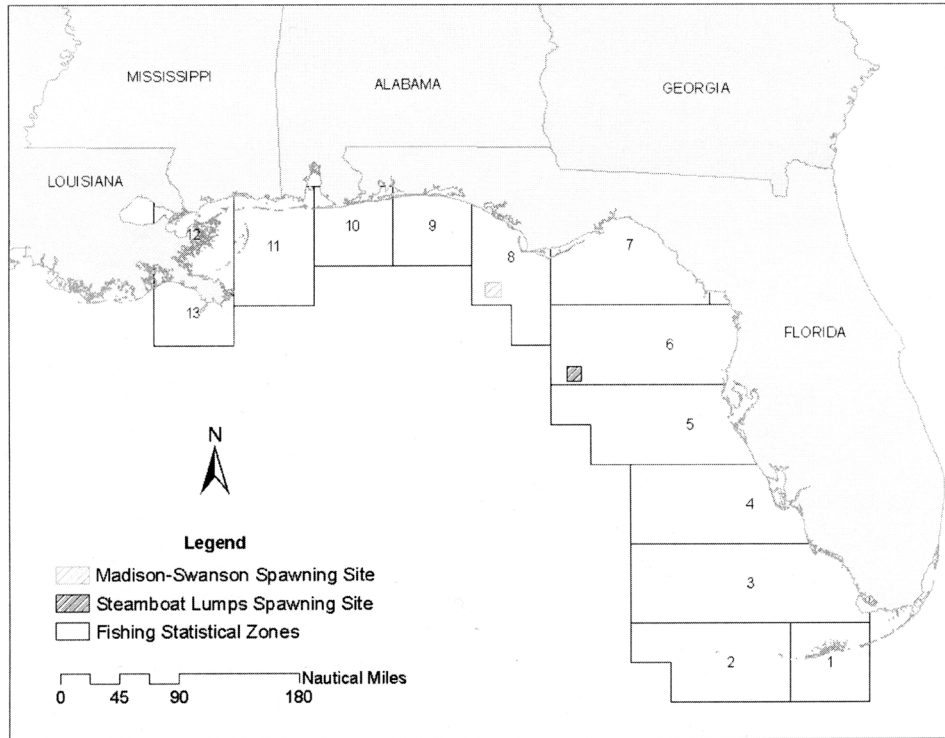 MISSISSIPPI
ALABAMA
GEORGIA
LOUISIANA
12
11
10
9
8
7
13
6
FLORIDA
5
4
3
2
1
N
Legend
Madison-Swanson Spawning Site
Steamboat Lumps Spawning Site
Fishing Statistical Zones
Nautical Miles
0 45 90 180